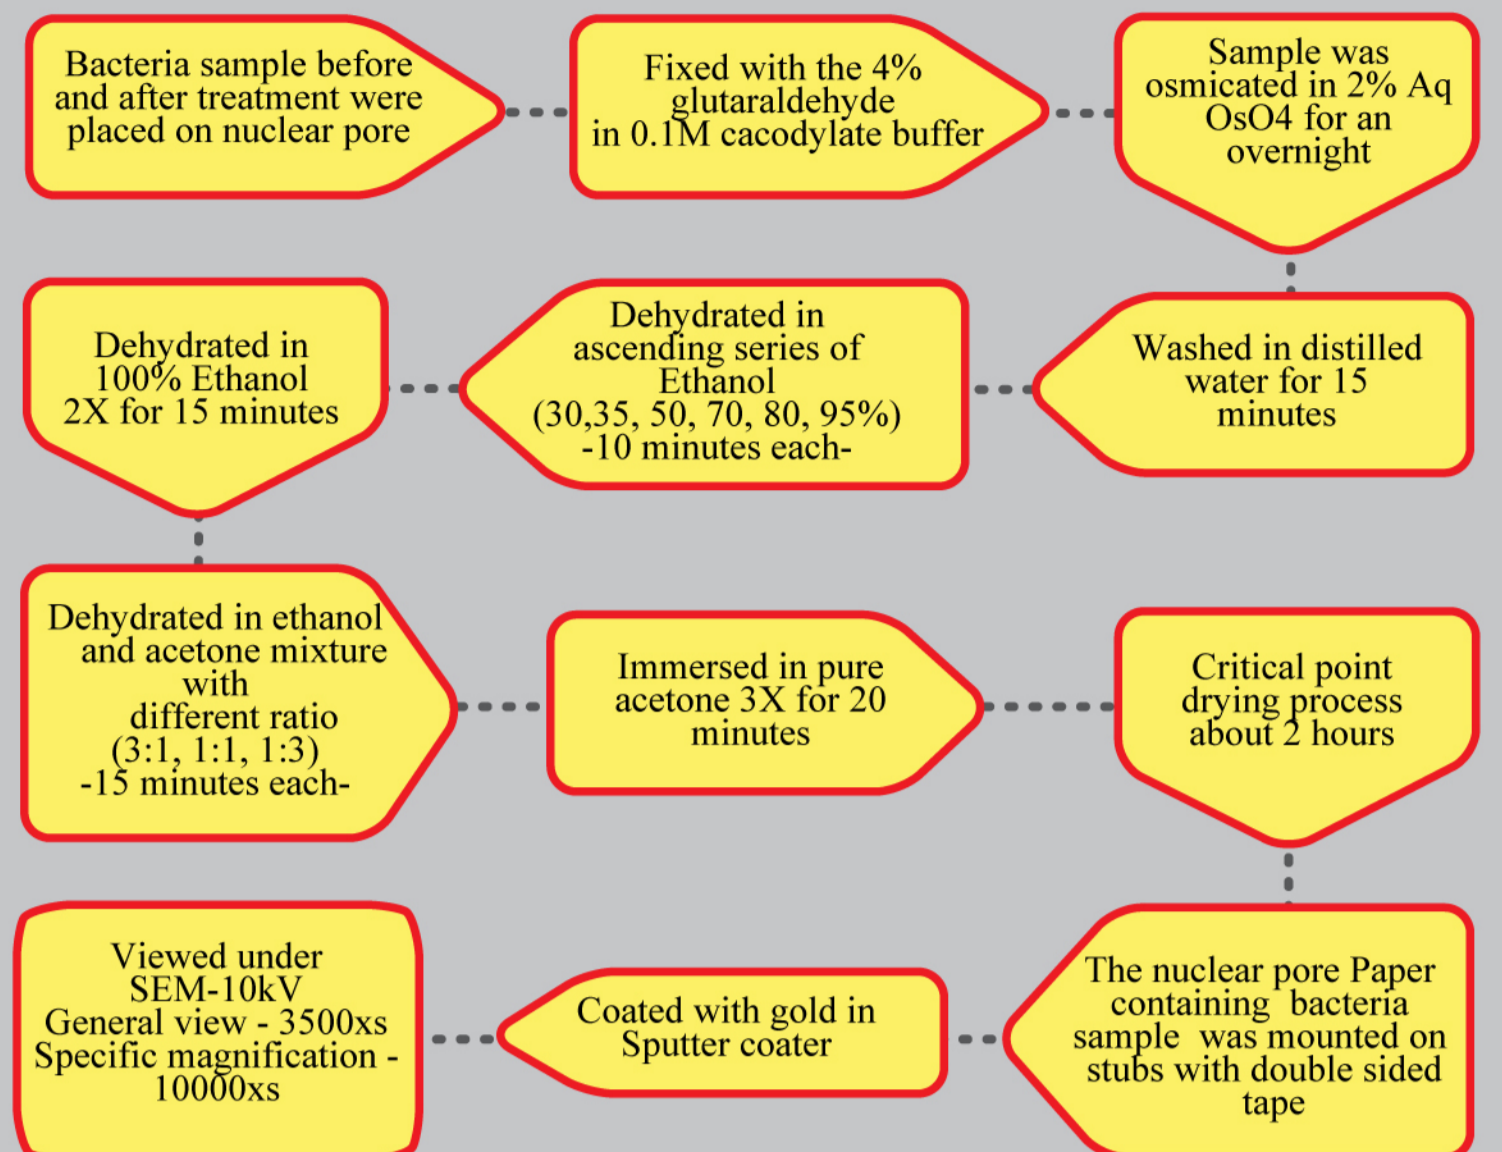 Bacteria sample before
and after treatment were
placed on nuclear pore
Fixed with the 4%
glutaraldehyde
in 0.1M cacodylate buffer
Sample was
osmicated in 2% Aq
OsO4 for an
overnight
Washed in distilled
water for 15
minutes
Dehydrated in
ascending series of
Ethanol
(30,35, 50, 70, 80, 95%)
-10 minutes each-
Dehydrated in
100% Ethanol
2X for 15 minutes
Dehydrated in ethanol
and acetone mixture
with
different ratio
(3:1, 1:1, 1:3)
-15 minutes each-
Immersed in pure
acetone 3X for 20
minutes
Critical point
drying process
about 2 hours
The nuclear pore Paper
containing bacteria
sample was mounted on
stubs with double sided
tape
Coated with gold in
Sputter coater
Viewed under
SEM-10kV
General view - 3500xs
Specific magnification -
10000xs